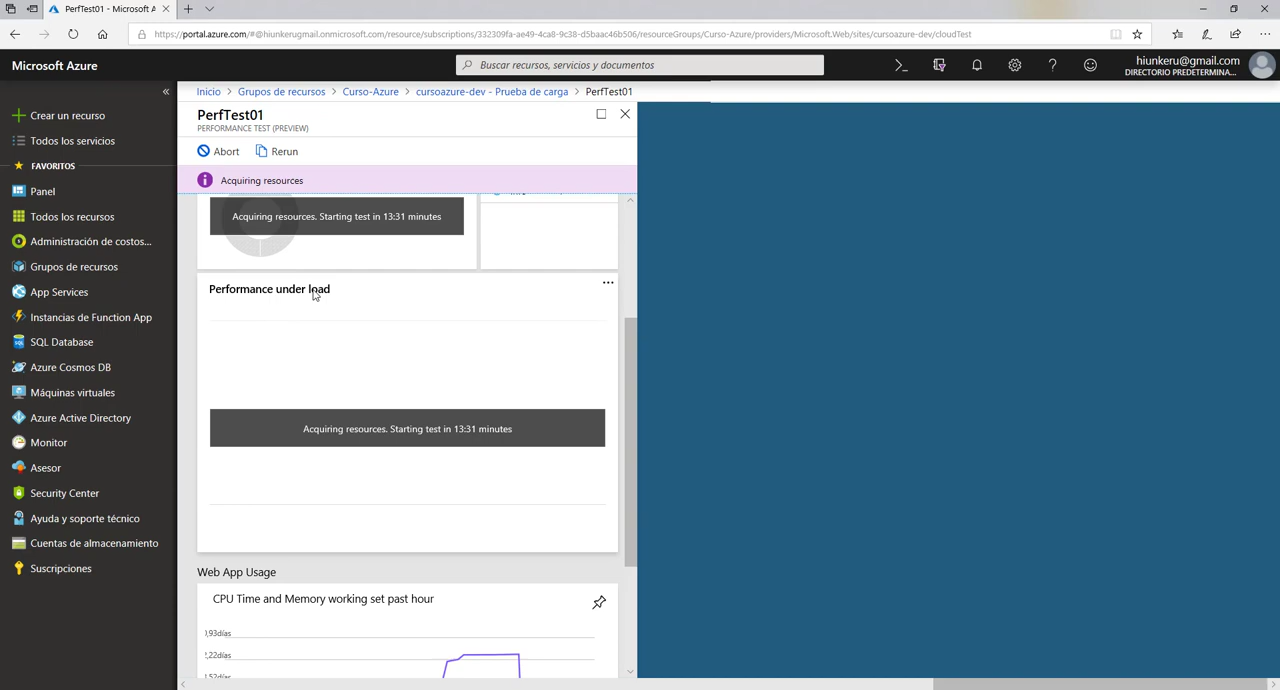 PerfTest01 - Microsoft A
https://portal.azure.com/#@hiunkerugmail.onmicrosoft.com/resource/subscriptions/332309fa-ae49-4ca8-9c38-d5baac46b506/resourceGroups/Curso-Azure/providers/Microsoft.Web/sites/cursoazure-dev/cloudTest
Microsoft Azure
Buscar recursos, servicios y documentos
hiunkeru@gmail.com
DIRECTORIO PREDETERMINA...
Inicio > Grupos de recursos > Curso-Azure > cursoazure-dev - Prueba de carga > PerfTest01
Crear un recurso
Todos los servicios
FAVORITOS
Panel
Todos los recursos
Administración de costos...
Grupos de recursos
App Services
Instancias de Function App
SQL Database
Azure Cosmos DB
Máquinas virtuales
Azure Active Directory
Monitor
Asesor
Security Center
Ayuda y soporte técnico
Cuentas de almacenamiento
Suscripciones
PerfTest01
PERFORMANCE TEST (PREVIEW)
Abort Rerun
Acquiring resources
Acquiring resources. Starting test in 13:31 minutes
Performance under load
Acquiring resources. Starting test in 13:31 minutes
Web App Usage
CPU Time and Memory working set past hour
,93días
,22días